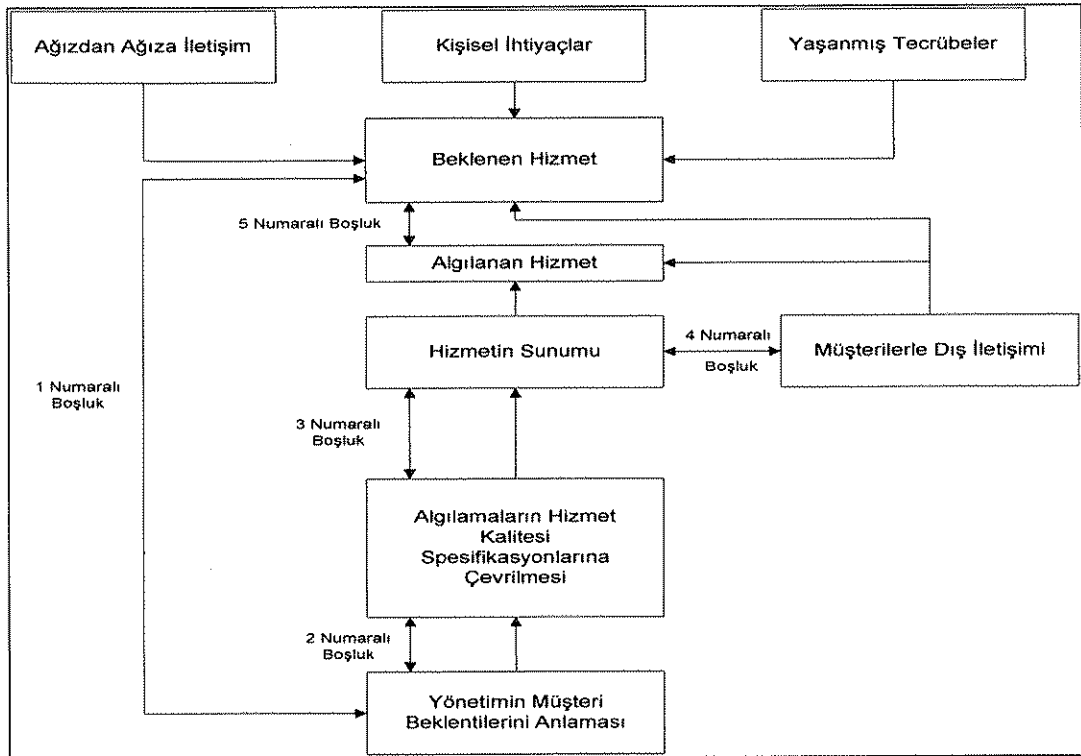 Ağızdan Ağıza İletişim
Kişisel İhtiyaçlar
Yaşanmış Tecrübeler
Beklenen Hizmet
5 Numaralı Boşluk
Algılanan Hizmet
Hizmetin Sunumu
4 Numaralı
Boşluk
Müşterilerle Dış İletişimi
1 Numaralı
Boşluk
3 Numaralı
Boşluk
Algılamaların Hizmet
Kalitesi
Spesifikasyonlarına
Çevrilmesi
2 Numaralı
Boşluk
Yönetimin Müşteri
Beklentilerini Anlaması